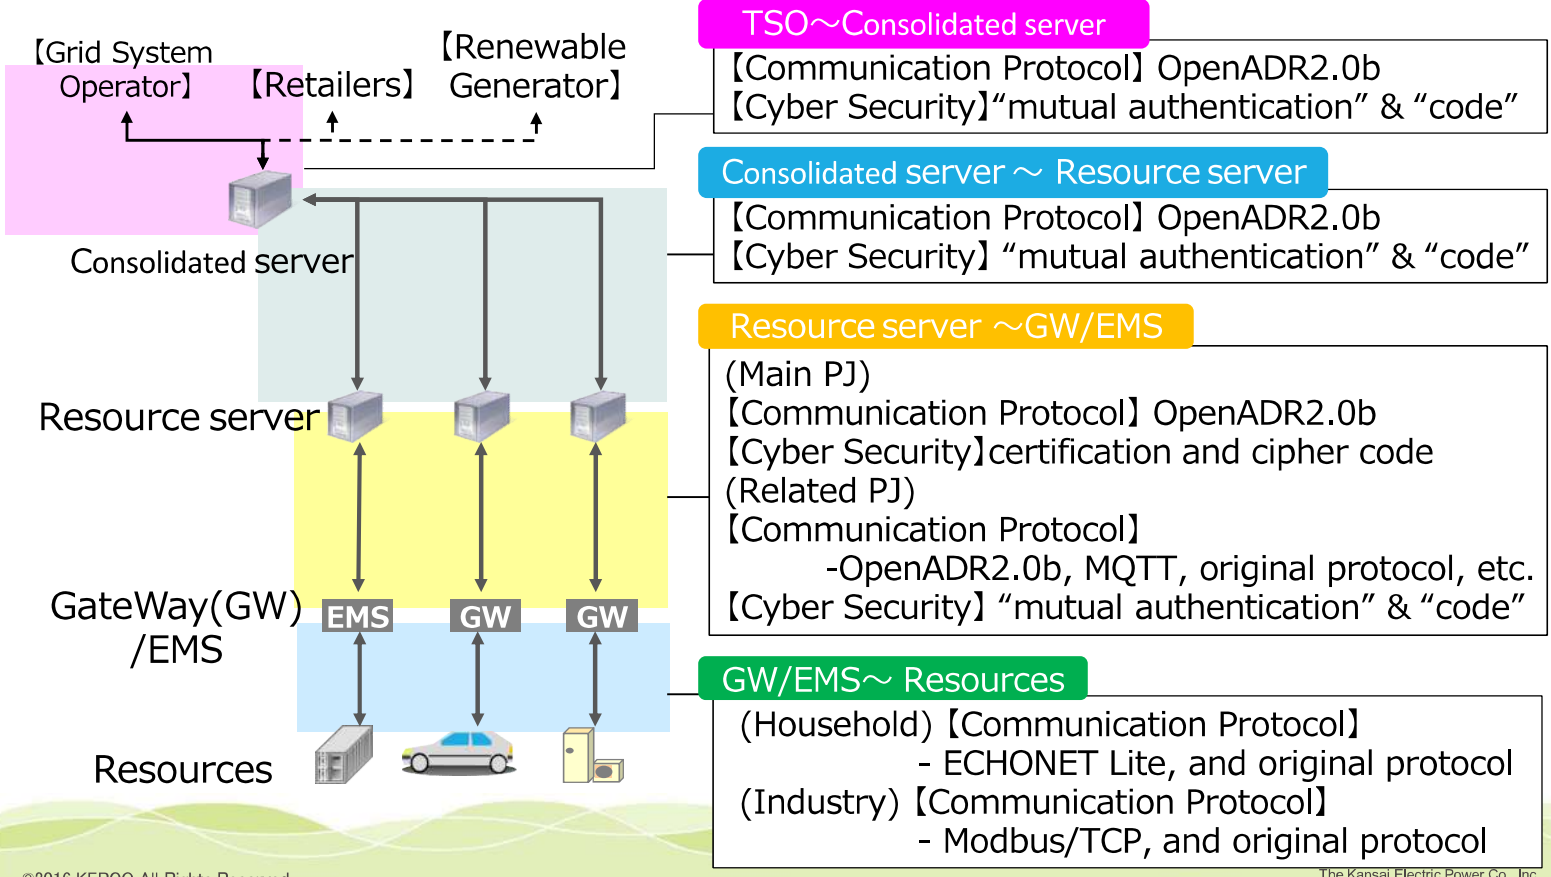 【Grid System
Operator】
【Retailers】
【Renewable
Generator】
Consolidated server
Resource server
GateWay(GW)
/EMS
EMS
GW
GW
Resources
TSO～Consolidated server
【Communication Protocol】 OpenADR2.0b
【Cyber Security】“mutual authentication” & “code”
Consolidated server ～ Resource server
【Communication Protocol】 OpenADR2.0b
【Cyber Security】 “mutual authentication” & “code”
Resource server ～GW/EMS
(Main PJ)
【Communication Protocol】 OpenADR2.0b
【Cyber Security】certification and cipher code
(Related PJ)
【Communication Protocol】
-OpenADR2.0b, MQTT, original protocol, etc.
【Cyber Security】 “mutual authentication” & “code”
GW/EMS～ Resources
(Household) 【Communication Protocol】
- ECHONET Lite, and original protocol
(Industry) 【Communication Protocol】
- Modbus/TCP, and original protocol
©2016 KEPCO All Rights Reserved
The Kansai Electric Power Co., Inc.